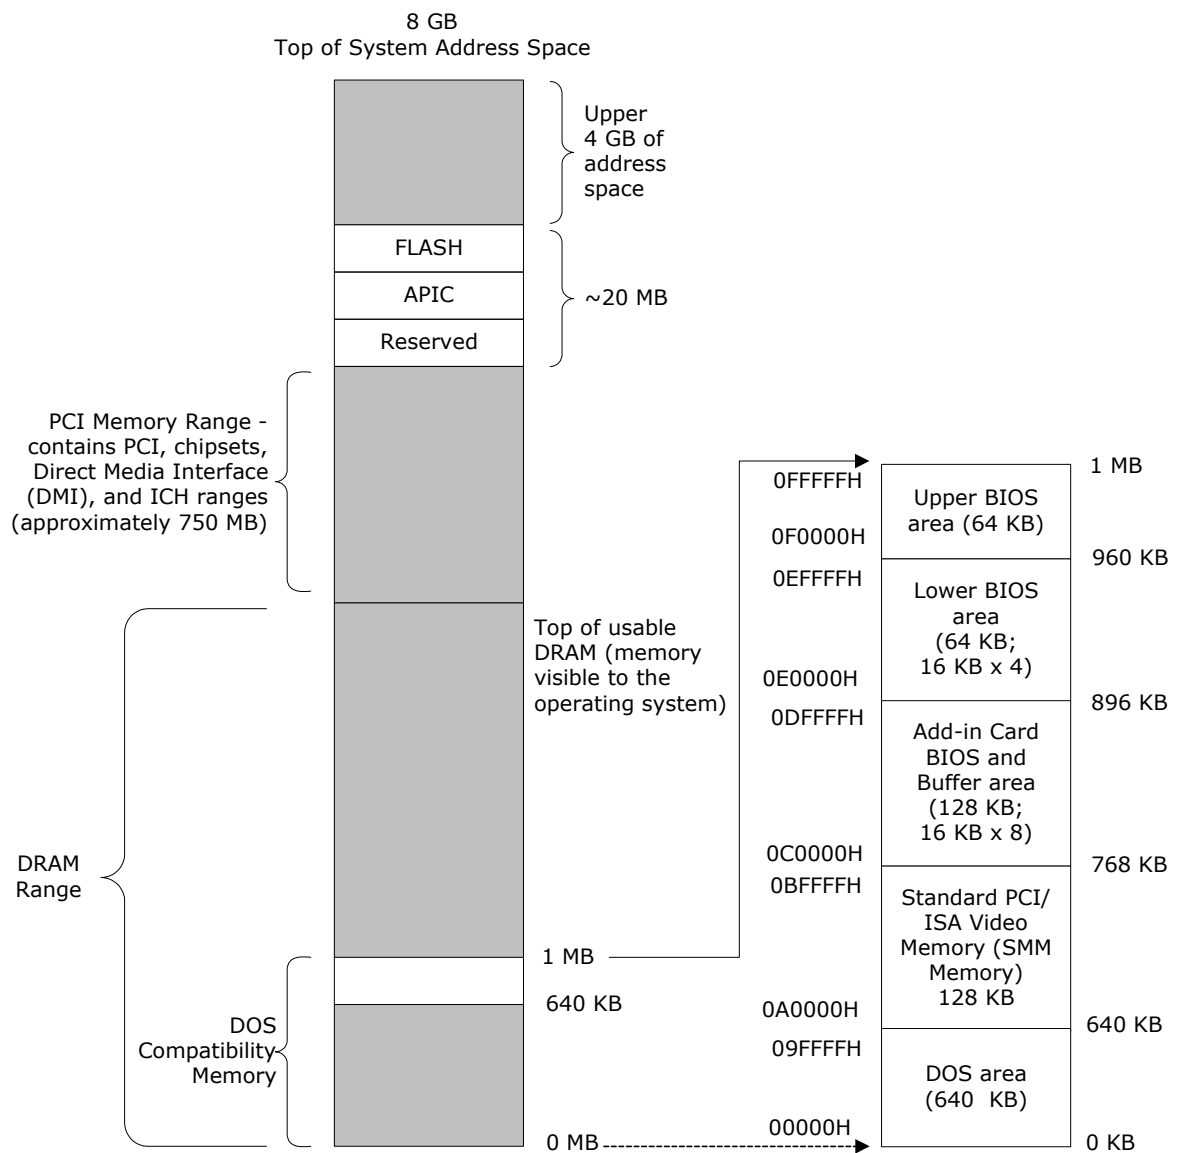 8 GB
Top of System Address Space
Upper
4 GB of
address
space
FLASH
APIC
Reserved
~20 MB
PCI Memory Range -
contains PCI, chipsets,
Direct Media Interface
(DMI), and ICH ranges
(approximately 750 MB)
Top of usable
DRAM (memory
visible to the
operating system)
DRAM
Range
1 MB
640 KB
DOS
Compatibility
Memory
0 MB
0FFFFFH
0F0000H
0EFFFFH
0E0000H
0DFFFFH
0C0000H
0BFFFFH
0A0000H
09FFFFH
00000H
Upper BIOS
area (64 KB)
Lower BIOS
area
(64 KB;
16 KB x 4)
Add-in Card
BIOS and
Buffer area
(128 KB;
16 KB x 8)
Standard PCI/
ISA Video
Memory (SMM
Memory)
128 KB
DOS area
(640 KB)
1 MB
960 KB
896 KB
768 KB
640 KB
0 KB